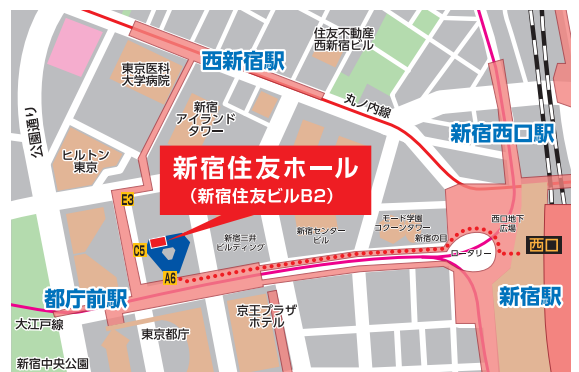 住友不動産
西新宿ビル
西新宿駅
東京医科
大学病院
丸ノ内線
新宿
アイランド
タワー
公園通り
新宿西口駅
ヒルトン
東京
新宿住友ホール
（新宿住友ビルB2）
E3
モード学園
コクーンタワー
西口地下
広場
新宿センター
ビル
新宿三井
ビルディング
新宿の目
西口
C5
ロータリー
A6
都庁前駅
新宿駅
京王プラザ
ホテル
大江戸線
東京都庁
新宿中央公園